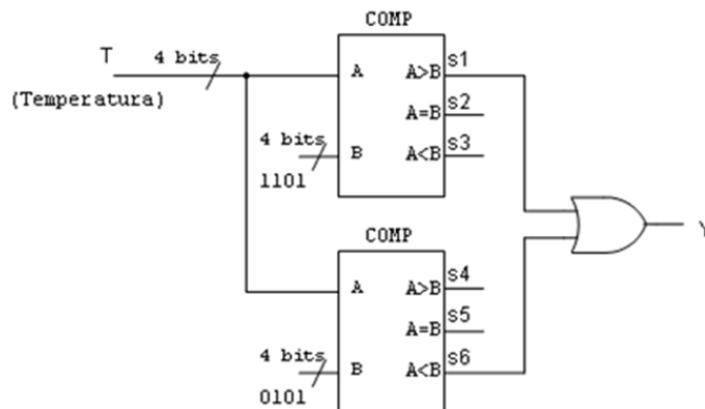 COMP
T 4 bits
(Temperatura)
A A>B s1
A=B s2
4 bits
B A<B s3
1101
COMP
Y
A A>B s4
A=B s5
4 bits
B A<B s6
0101